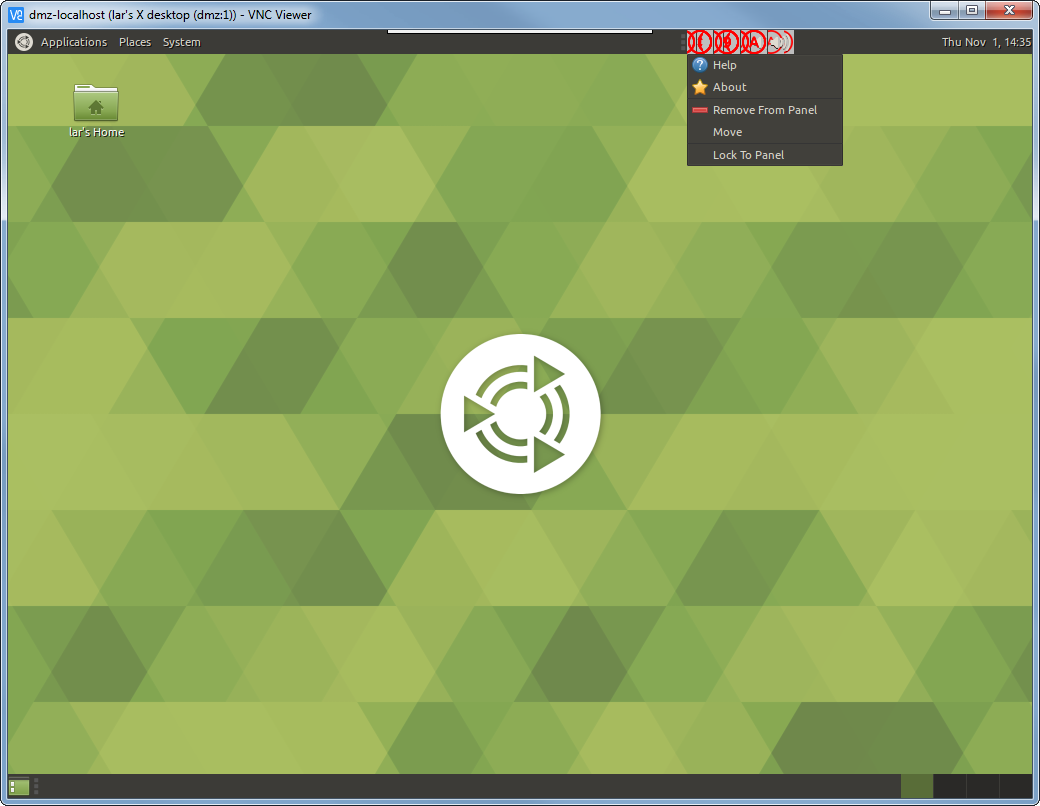 dmz-localhost (lar's X desktop (dmz:1)) - VNC Viewer
Applications Places System
Thu Nov 1, 14:35
Help
About
Remove From Panel
Move
Lock To Panel
lar's Home